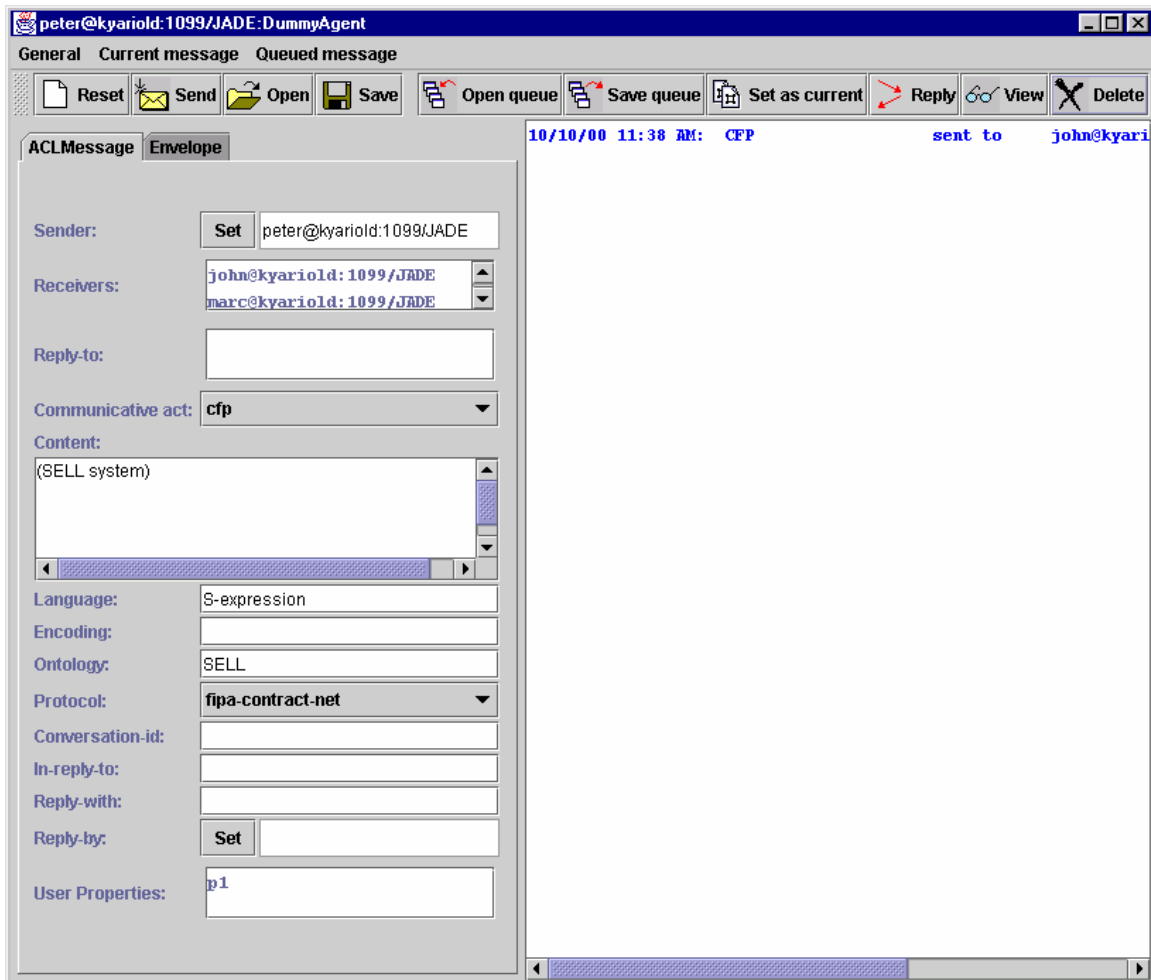 peter@kyariold:1099/JADE:DummyAgent
General Current message Queued message
Reset Send Open Save Open queue Save queue Set as current Reply View Delete
ACLMessage Envelope
10/10/00 11:38 AM: CFP sent to john@kyari
Sender: Set peter@kyariold:1099/JADE
Receivers: john@kyariold:1099/JADE
marc@kyariold:1099/JADE
Reply-to:
Communicative act: cfp
Content:
(SELL system)
Language: S-expression
Encoding:
Ontology: SELL
Protocol: fipa-contract-net
Conversation-id:
In-reply-to:
Reply-with:
Reply-by: Set
User Properties: p1